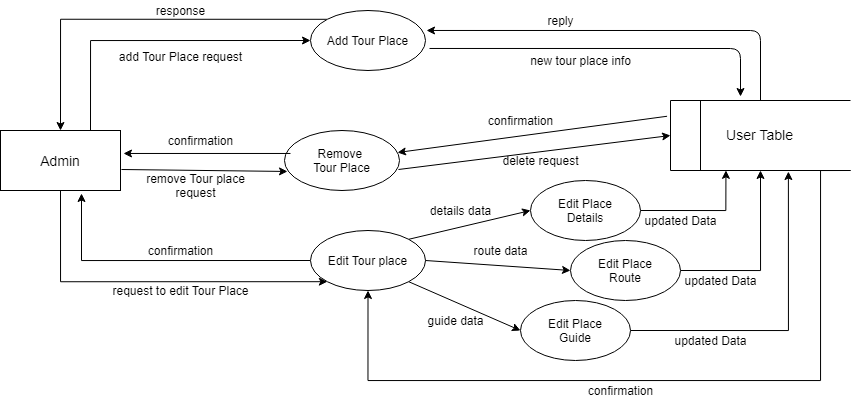 response
reply
Add Tour Place
add Tour Place request
new tour place info
confirmation
User Table
confirmation
Admin
Remove
Tour Place
delete request
remove Tour place
request
Edit Place
Details
details data
updated Data
confirmation
Edit Tour place
route data
Edit Place
Route
updated Data
request to edit Tour Place
guide data
Edit Place
Guide
updated Data
confirmation